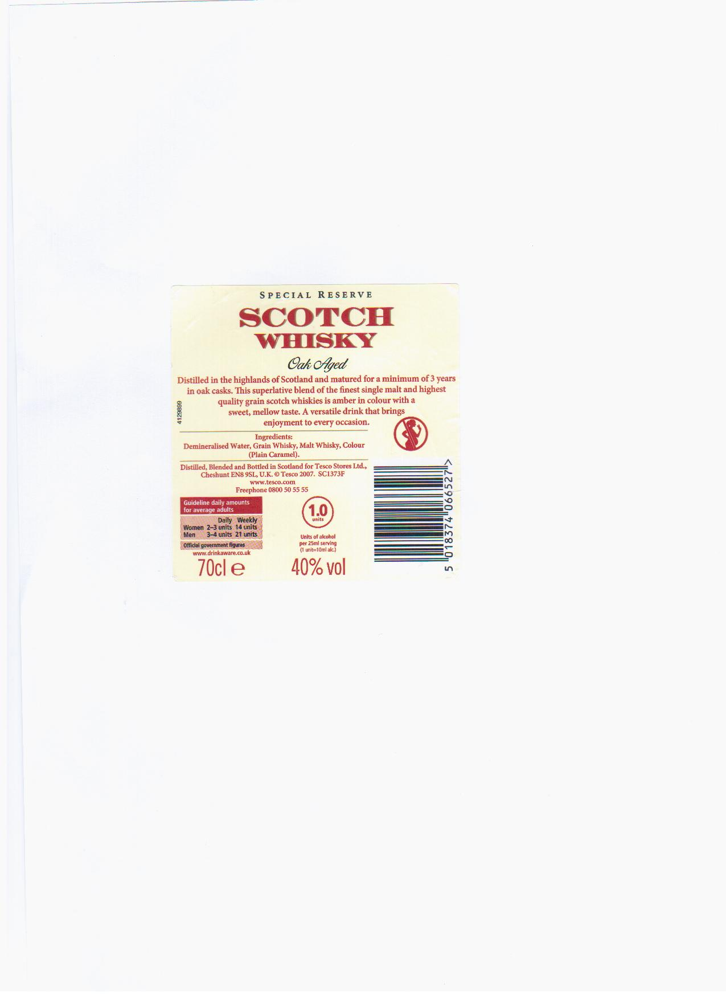 SPECIAL RESERVE
SCOTCH
WHISKY
Oak Aged
Distilled in the highlands of Scotland and matured for a minimum of 3 years
in oak casks. This superlative blend of the finest single malt and highest
quality grain scotch whiskies is amber in colour with a
sweet, mellow taste. A versatile drink that brings
enjoyment to every occasion.
4129899
Ingredients:
Demineralised Water, Grain Whisky, Malt Whisky, Colour
(Plain Caramel).
Distilled, Blended and Bottled in Scotland for Tesco Stores Ltd.,
Cheshunt EN8 9SL, U.K. © Tesco 2007. SC1373F
www.tesco.com
Freephone 0800 50 55 55
Guideline daily amounts
for average adults
Daily Weekly
Women 2–3 units 14 units
Men 3–4 units 21 units
Official government figures
www.drinkaware.co.uk
70cl e
1.0
units
Units of alcohol
per 25ml serving
(1 unit=10ml alc.)
40% vol
5 018374 066527 >